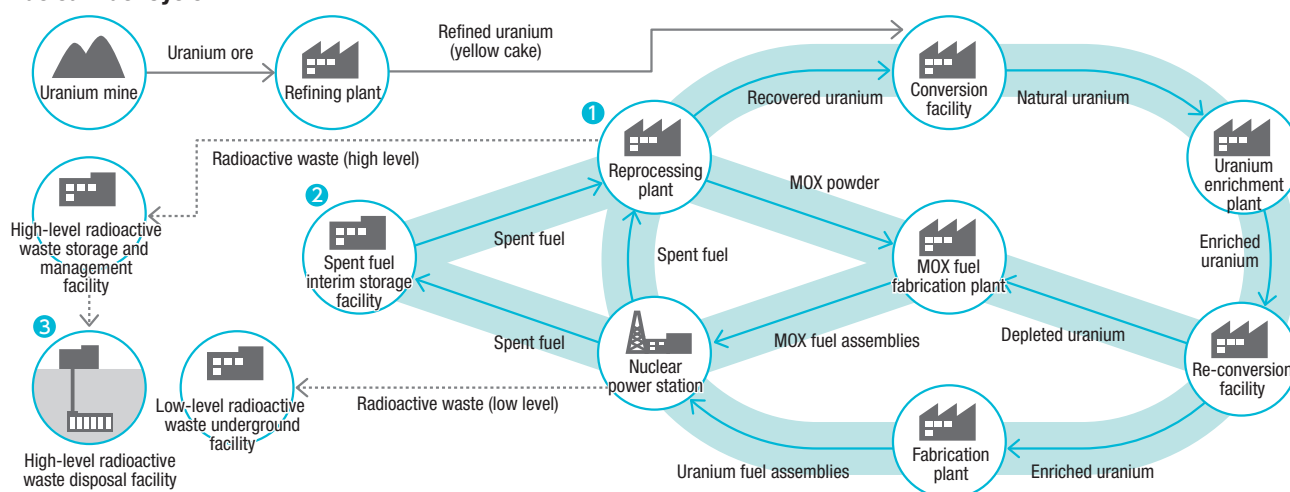 Uranium mine
Uranium ore
Refining plant
Refined uranium
(yellow cake)
Conversion
facility
Recovered uranium
Natural uranium
1
Reprocessing
plant
Radioactive waste (high level)
Uranium
enrichment
plant
High-level radioactive
waste storage and
management
facility
2
Spent fuel
interim storage
facility
Spent fuel
Spent fuel
MOX powder
MOX fuel
fabrication plant
Enriched
uranium
3
High-level radioactive
waste disposal facility
Low-level radioactive
waste underground
facility
Spent fuel
Nuclear
power station
MOX fuel assemblies
Depleted uranium
Re-conversion
facility
Radioactive waste (low level)
Uranium fuel assemblies
Fabrication
plant
Enriched uranium